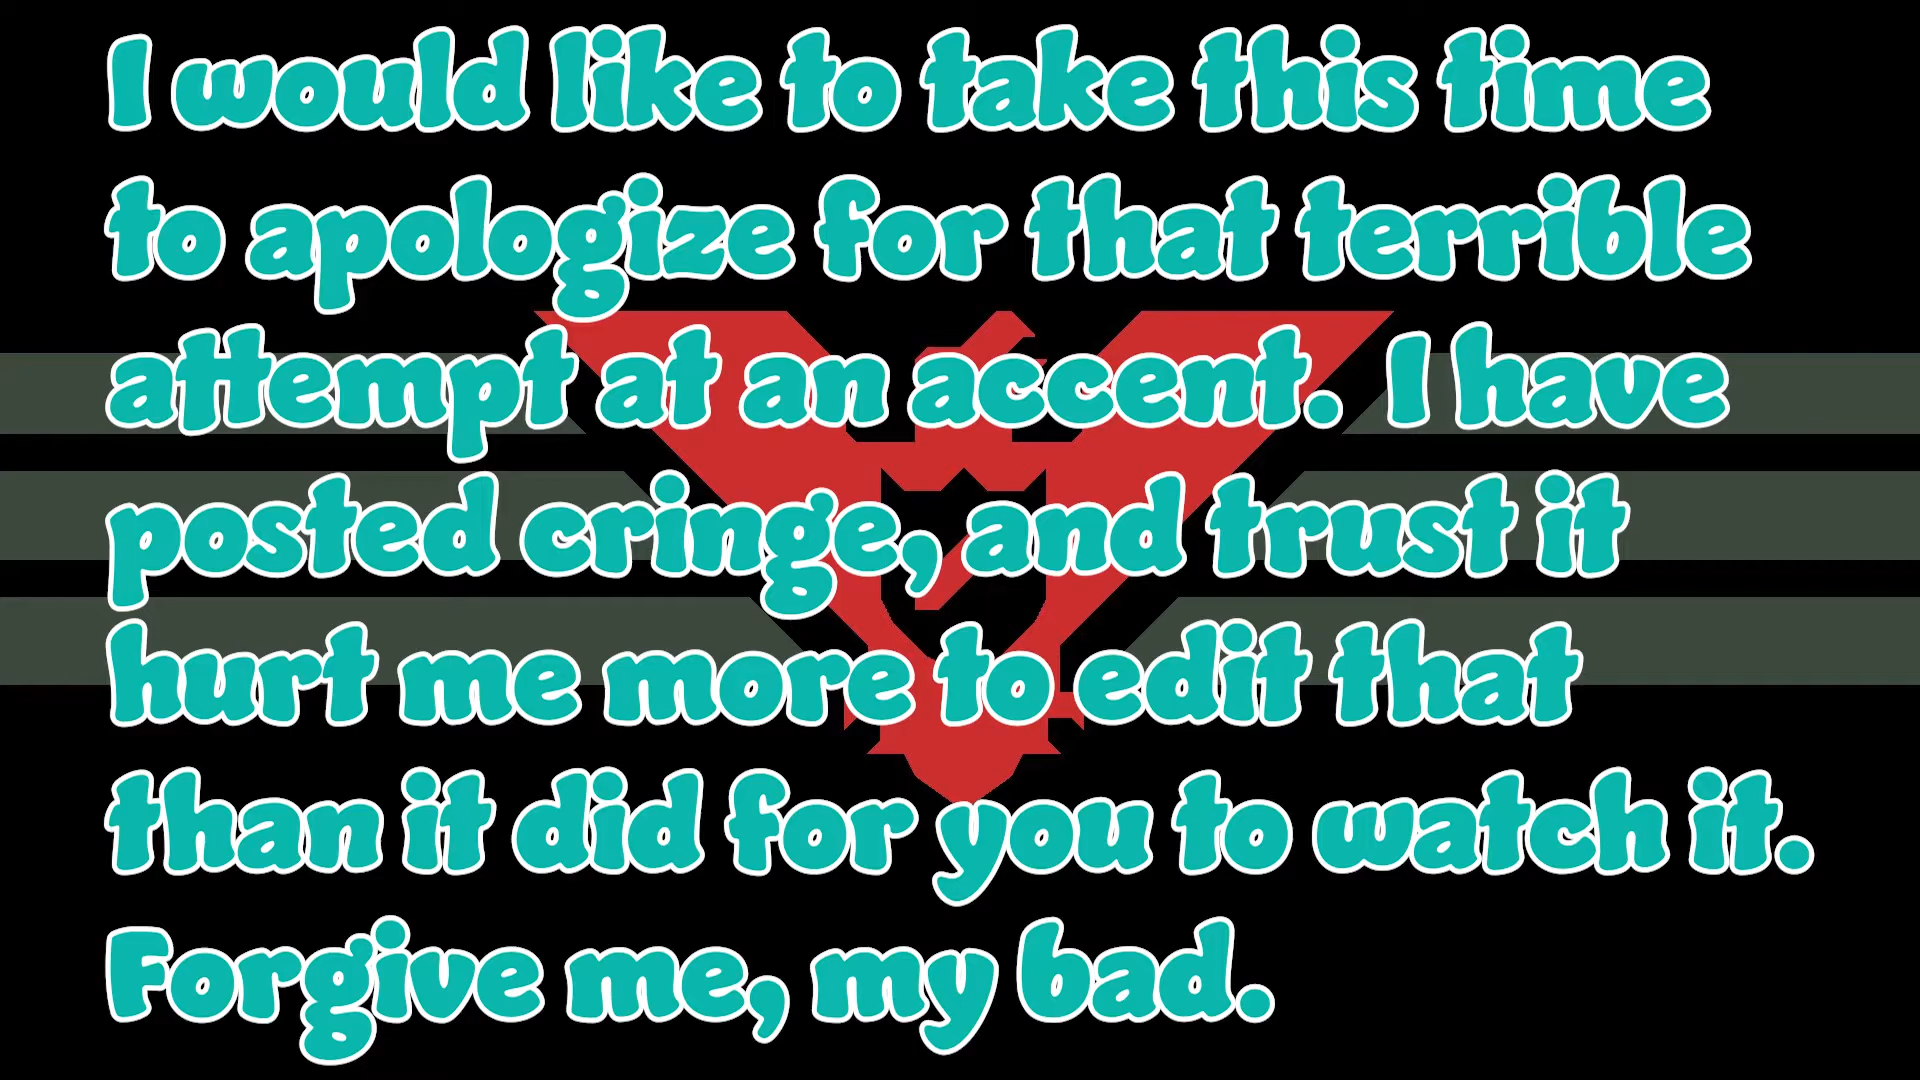 I would like to take this time
to apologize for that terrible
attempt at an accent. I have
posted cringe, and trust it
hurt me more to edit that
than it did for you to watch it.
Forgive me, my bad.